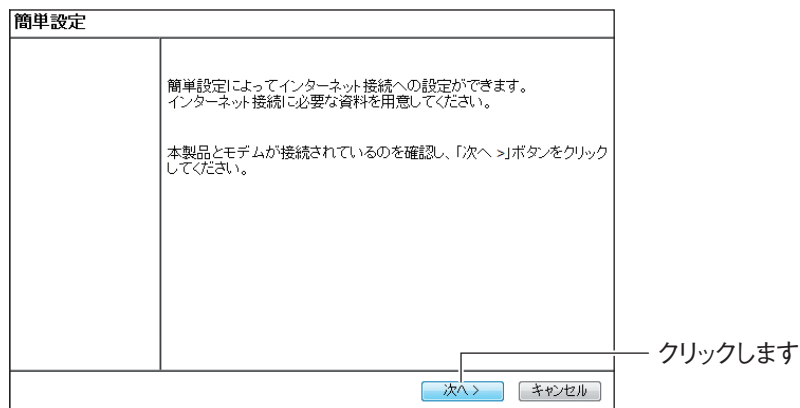 簡単設定
簡単設定によってインターネット接続への設定ができます。
インターネット接続に必要な資料を用意してください。
本製品とモデムが接続されているのを確認し、「次へ >」ボタンをクリック
してください。
クリックします
次へ >
キャンセル